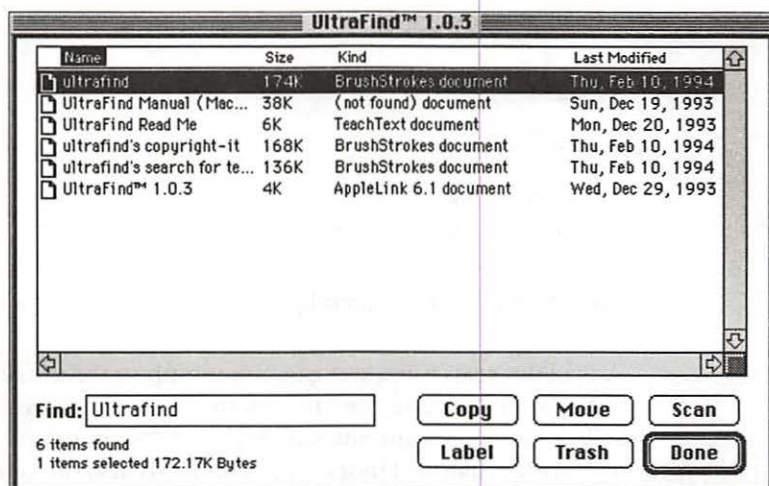 UltraFind™ 1.0.3
Name Size Kind Last Modified
ultrafind 174K BrushStrokes document Thu, Feb 10, 1994
UltraFind Manual (Mac... 38K (not found) document Sun, Dec 19, 1993
UltraFind Read Me 6K TeachText document Mon, Dec 20, 1993
ultrafind's copyright-it 168K BrushStrokes document Thu, Feb 10, 1994
ultrafind's search for te... 136K BrushStrokes document Thu, Feb 10, 1994
UltraFind™ 1.0.3 4K AppleLink 6.1 document Wed, Dec 29, 1993
Find: Ultrafind Copy Move Scan
6 items found
1 items selected 172.17K Bytes
Label Trash Done